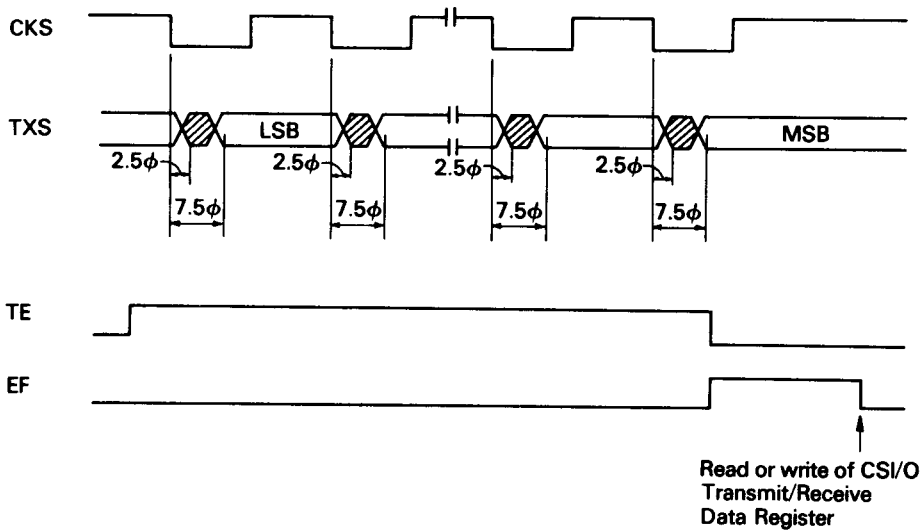 CKS
TXS
LSB
MSB
2.5ϕ
2.5ϕ
2.5ϕ
2.5ϕ
7.5ϕ
7.5ϕ
7.5ϕ
7.5ϕ
TE
EF
Read or write of CSI/O
Transmit/Receive
Data Register